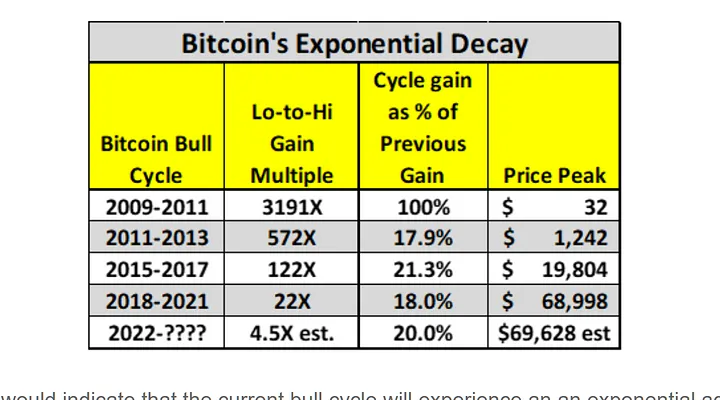 Bitcoin's Exponential Decay
Bitcoin Bull Cycle Lo-to-Hi Gain Multiple Cycle gain as % of Previous Gain Price Peak
2009-2011 3191X 100% $ 32
2011-2013 572X 17.9% $ 1,242
2015-2017 122X 21.3% $ 19,804
2018-2021 22X 18.0% $ 68,998
2022-???? 4.5X est. 20.0% $69,628 est
would indicate that the current bull cycle will experience an an exponential